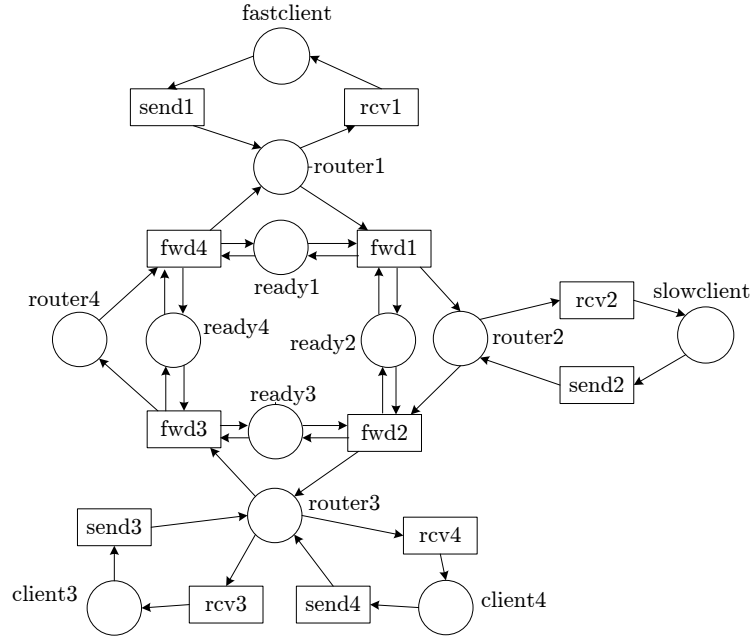 fastclient
send1
rcv1
router1
fwd4
fwd1
ready1
router4
ready4
ready2
router2
rcv2
slowclient
send2
ready3
fwd3
fwd2
router3
send3
rcv4
client3
rcv3
send4
client4